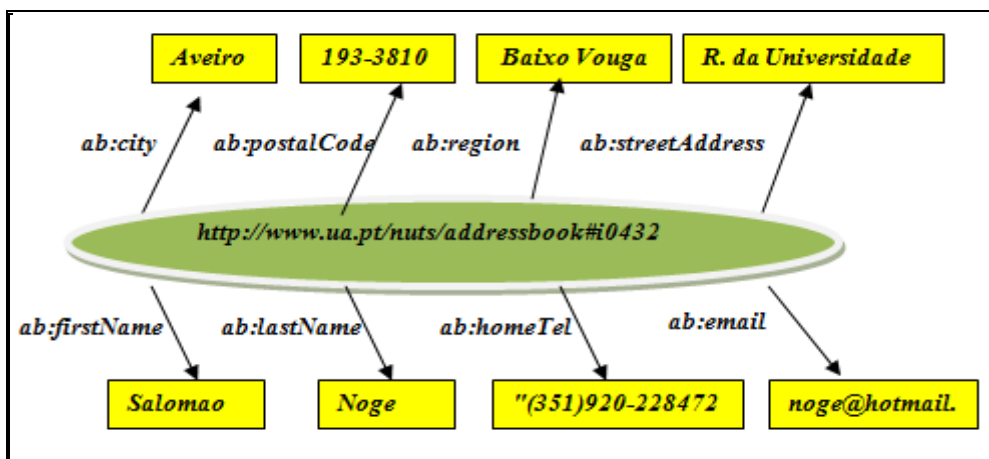 Aveiro
193-3810
Baixo Vouga
R. da Universidade
ab:city
ab:postalCode
ab:region
ab:streetAddress
http://www.ua.pt/nuts/addressbook#i0432
ab:firstName
ab:lastName
ab:homeTel
ab:email
Salomao
Noge
"(351)920-228472
noge@hotmail.